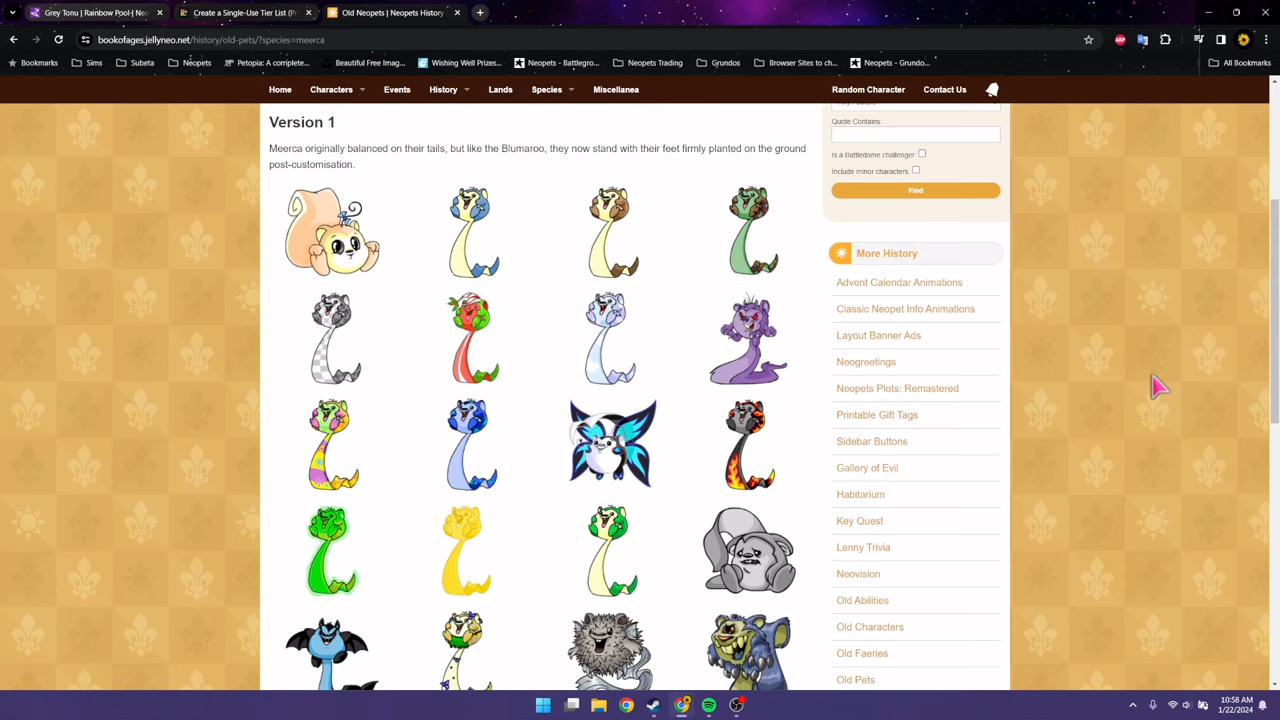 Grey Tonu | Rainbow Pool-| Ne
Create a Single-Use Tier List (P
Old Neopets | History
bookofages.jellyneo.net/history/old-pets/?species=meerca
Bookmarks
Sims
Subeta
Neopets
Petopia: A complete...
Beautiful Free Imag...
Wishing Well Prizes...
Neopets - Battlegro...
Neopets Trading
Grundos
Browser Sites to ch...
Neopets - Grundo...
All Bookmarks
Home Characters Events History Lands Species Miscellanea Random Character Contact Us
Version 1
Meerca originally balanced on their tails, but like the Blumaroo, they now stand with their feet firmly planted on the ground
post-customisation.
Quote Contains:
Is a Battledome challenger:
Include minor characters:
Find
More History
Advent Calendar Animations
Classic Neopet Info Animations
Layout Banner Ads
Neogreetings
Neopets Plots: Remastered
Printable Gift Tags
Sidebar Buttons
Gallery of Evil
Habitarium
Key Quest
Lenny Trivia
Neovision
Old Abilities
Old Characters
Old Faeries
Old Pets
10:58 AM
1/22/2024